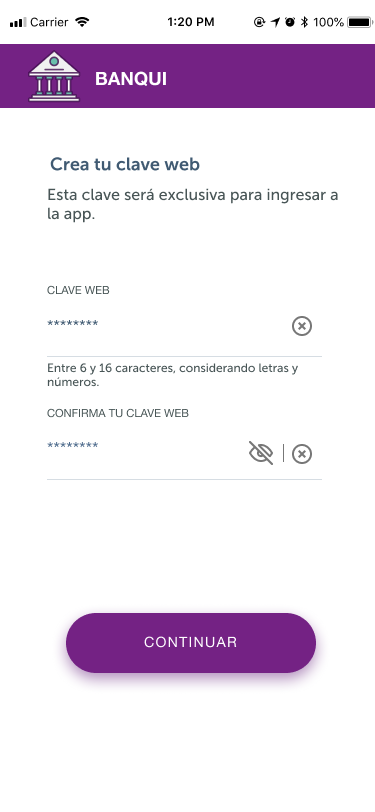 Carrier 1:20 PM 100%
BANQUI
Crea tu clave web
Esta clave será exclusiva para ingresar a
la app.
CLAVE WEB
********
Entre 6 y 16 caracteres, considerando letras y
números.
CONFIRMA TU CLAVE WEB
********
CONTINUAR